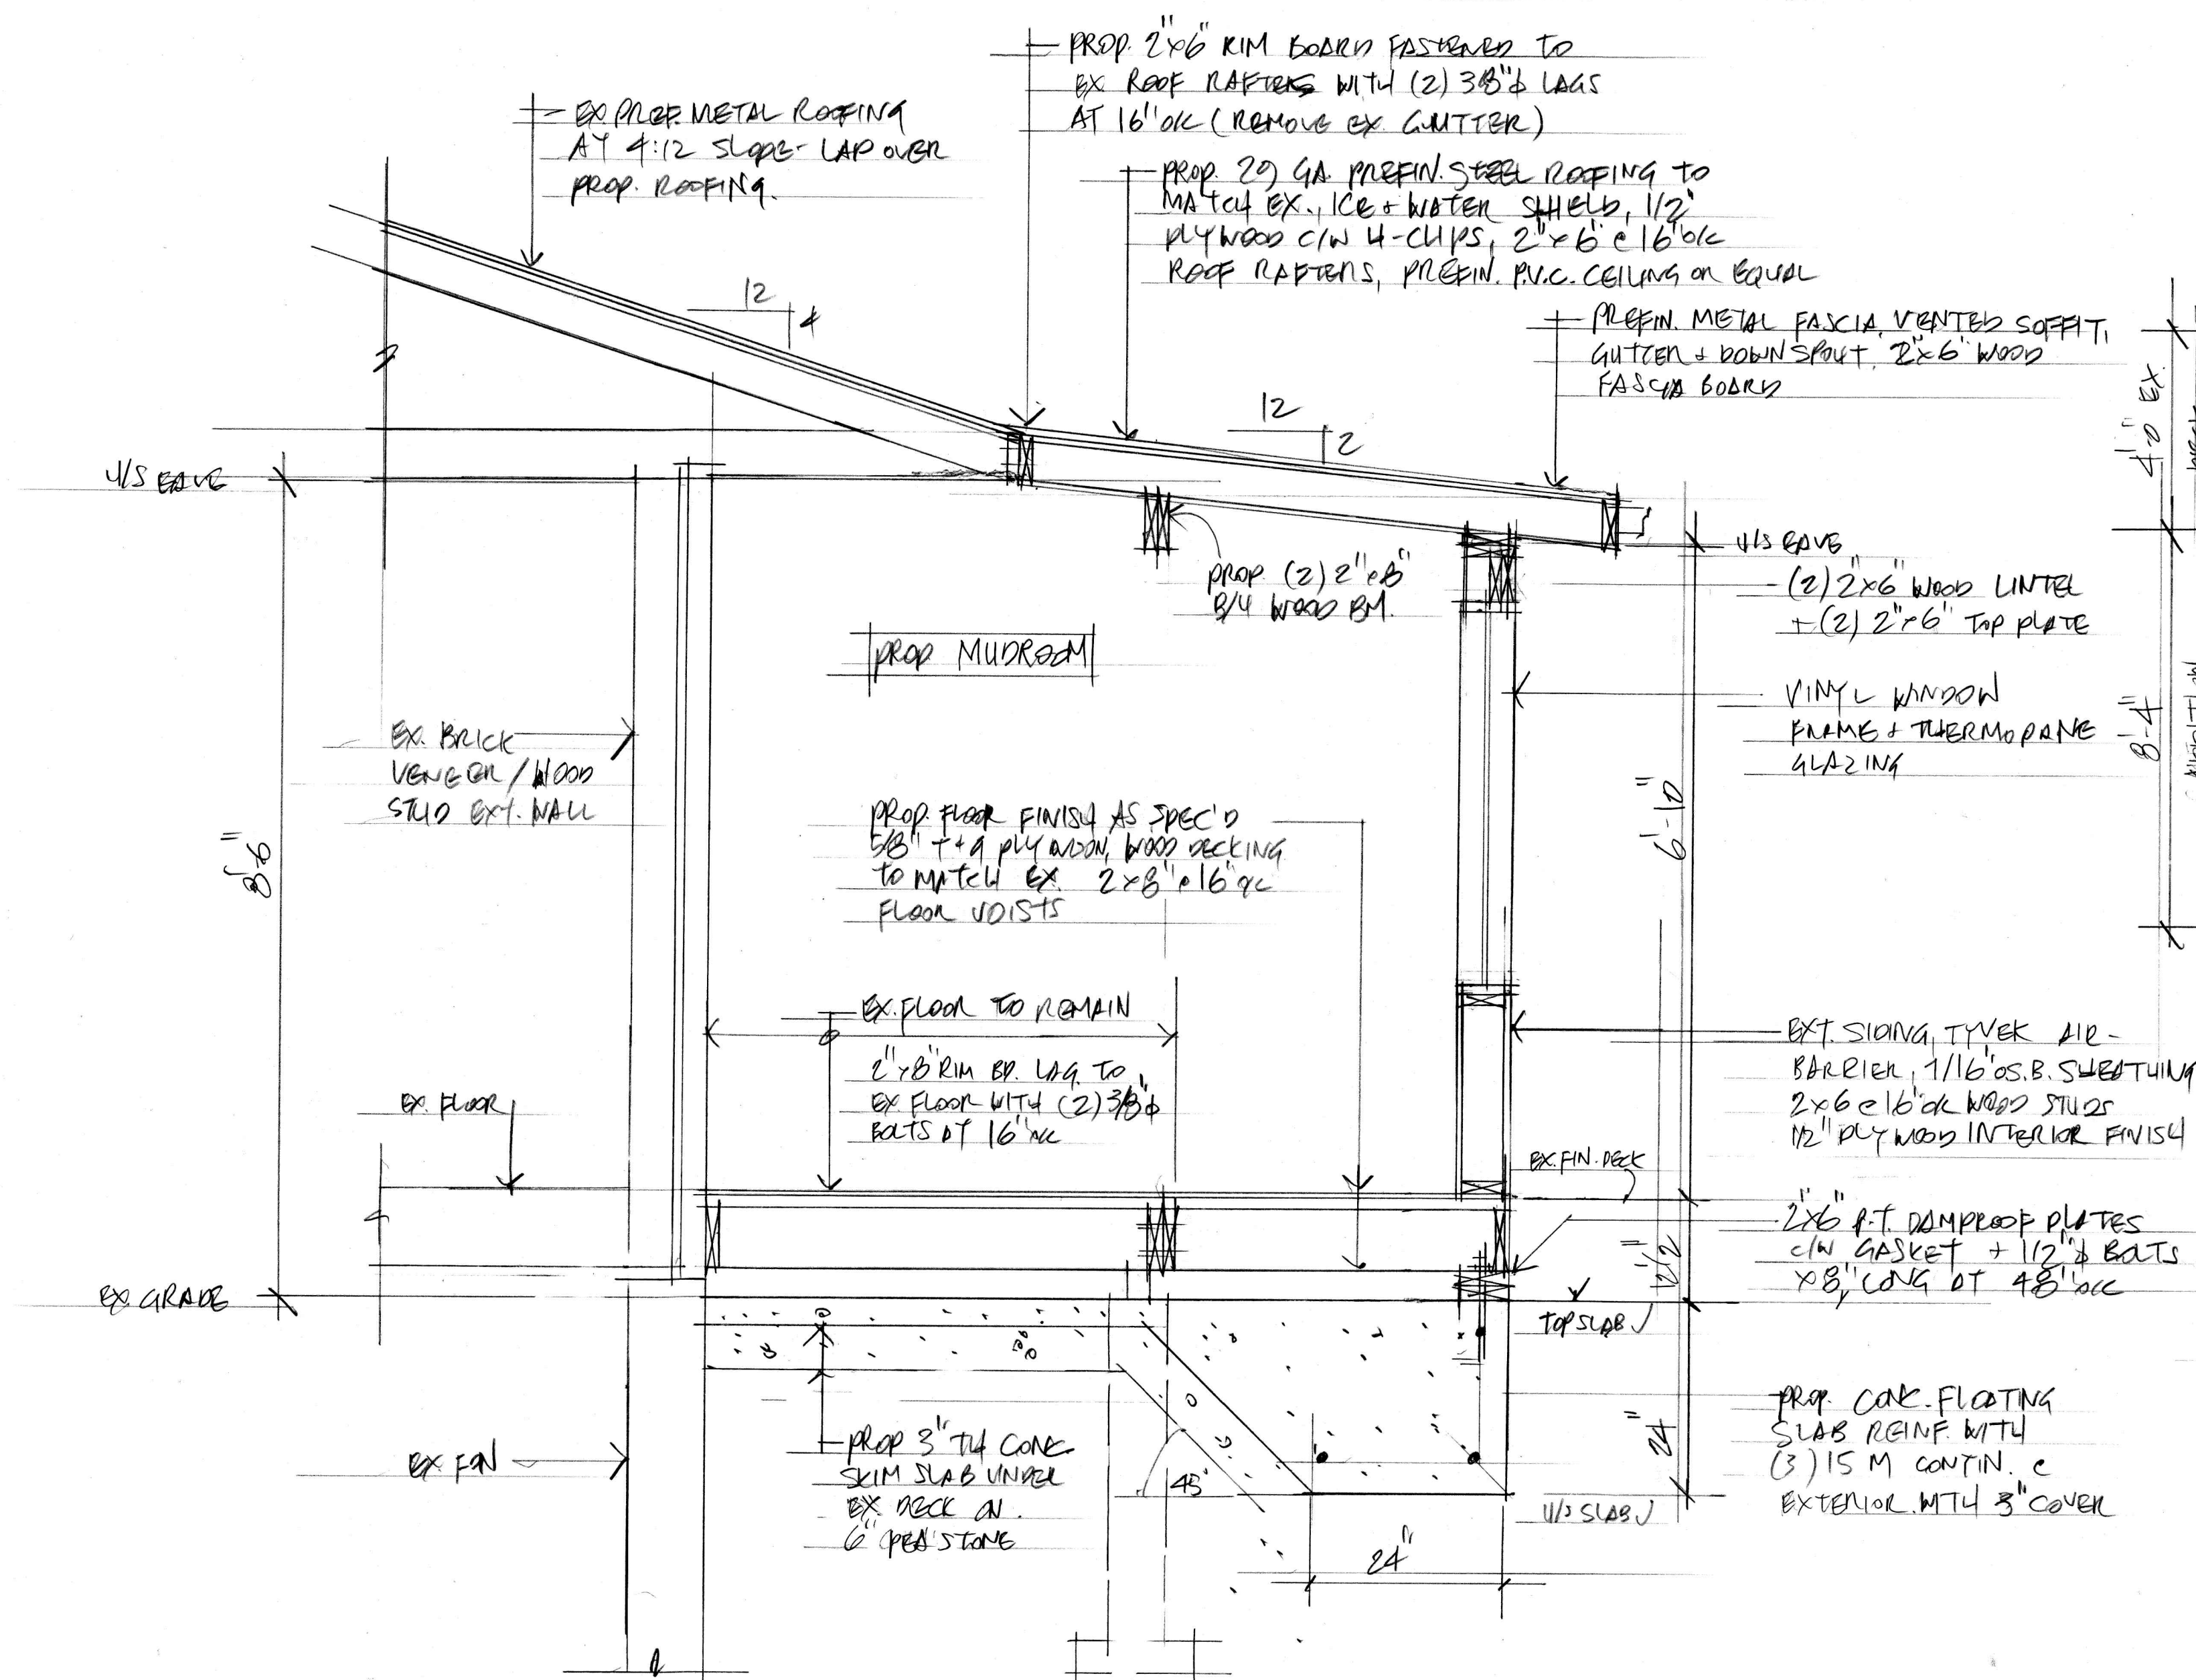 PROP. 2"x6" RIM BOARD FASTENED TO
EX ROOF RAFTERS WITH (2) 3/8"ϕ LAGS
AT 16" O/C (REMOVE EX. GUTTER)
EX. PREF. METAL ROOFING
AT 4:12 SLOPE - LAP OVER
PROP. ROOFING.
PROP. 29 GA. PREFIN. STEEL ROOFING TO
MATCH EX., ICE + WATER SHIELD, 1/2"
PLYWOOD C/W H-CLIPS, 2"x6" @ 16" O/C
ROOF RAFTERS, PREFIN. P.V.C. CEILING OR EQUAL
PREFIN. METAL FASCIA, VENTED SOFFIT,
GUTTER + DOWNSPOUT, 2"x6" WOOD
FASCIA BOARD
12
4
12
2
4'-0" EX.
U/S EAVE
U/S EAVE
PROP. (2) 2"x8"
B/U WOOD BM.
(2) 2"x6" WOOD LINTEL
+ (2) 2"x6" TOP PLATE
PROP MUDROOM
VINYL WINDOW
FRAME + THERMOPANE
GLAZING
8'-4"
EX. BRICK
VENEER / WOOD
STUD EXT. WALL
8'-6"
6'-10"
PROP. FLOOR FINISH AS SPEC'D
5/8" T+G PLYWOOD, WOOD DECKING
TO MATCH EX. 2x8" @ 16" O/C
FLOOR JOISTS
EX. FLOOR TO REMAIN
2"x8" RIM BD. LAG. TO
EX FLOOR WITH (2) 3/8"ϕ
BOLTS AT 16" O/C
EXT. SIDING, TYVEK AIR-
BARRIER, 7/16" O.S.B. SHEATHING
2x6 @ 16" O/C WOOD STUDS
1/2" PLYWOOD INTERIOR FINISH
EX. FLOOR
EX. FIN. DECK
2"x6" P.T. DAMPROOF PLATES
C/W GASKET + 1/2"ϕ BOLTS
x 8" LONG AT 48" O/C
EX GRADE
TOP SLAB
PROP 3" TH CONC
SKIM SLAB UNDER
EX. DECK ON
6" PEA STONE
EX. FDN
45°
24"
PROP. CONC. FLOATING
SLAB REINF. WITH
(3) 15 M CONTIN. @
EXTERIOR WITH 3" COVER
U/S SLAB
24"